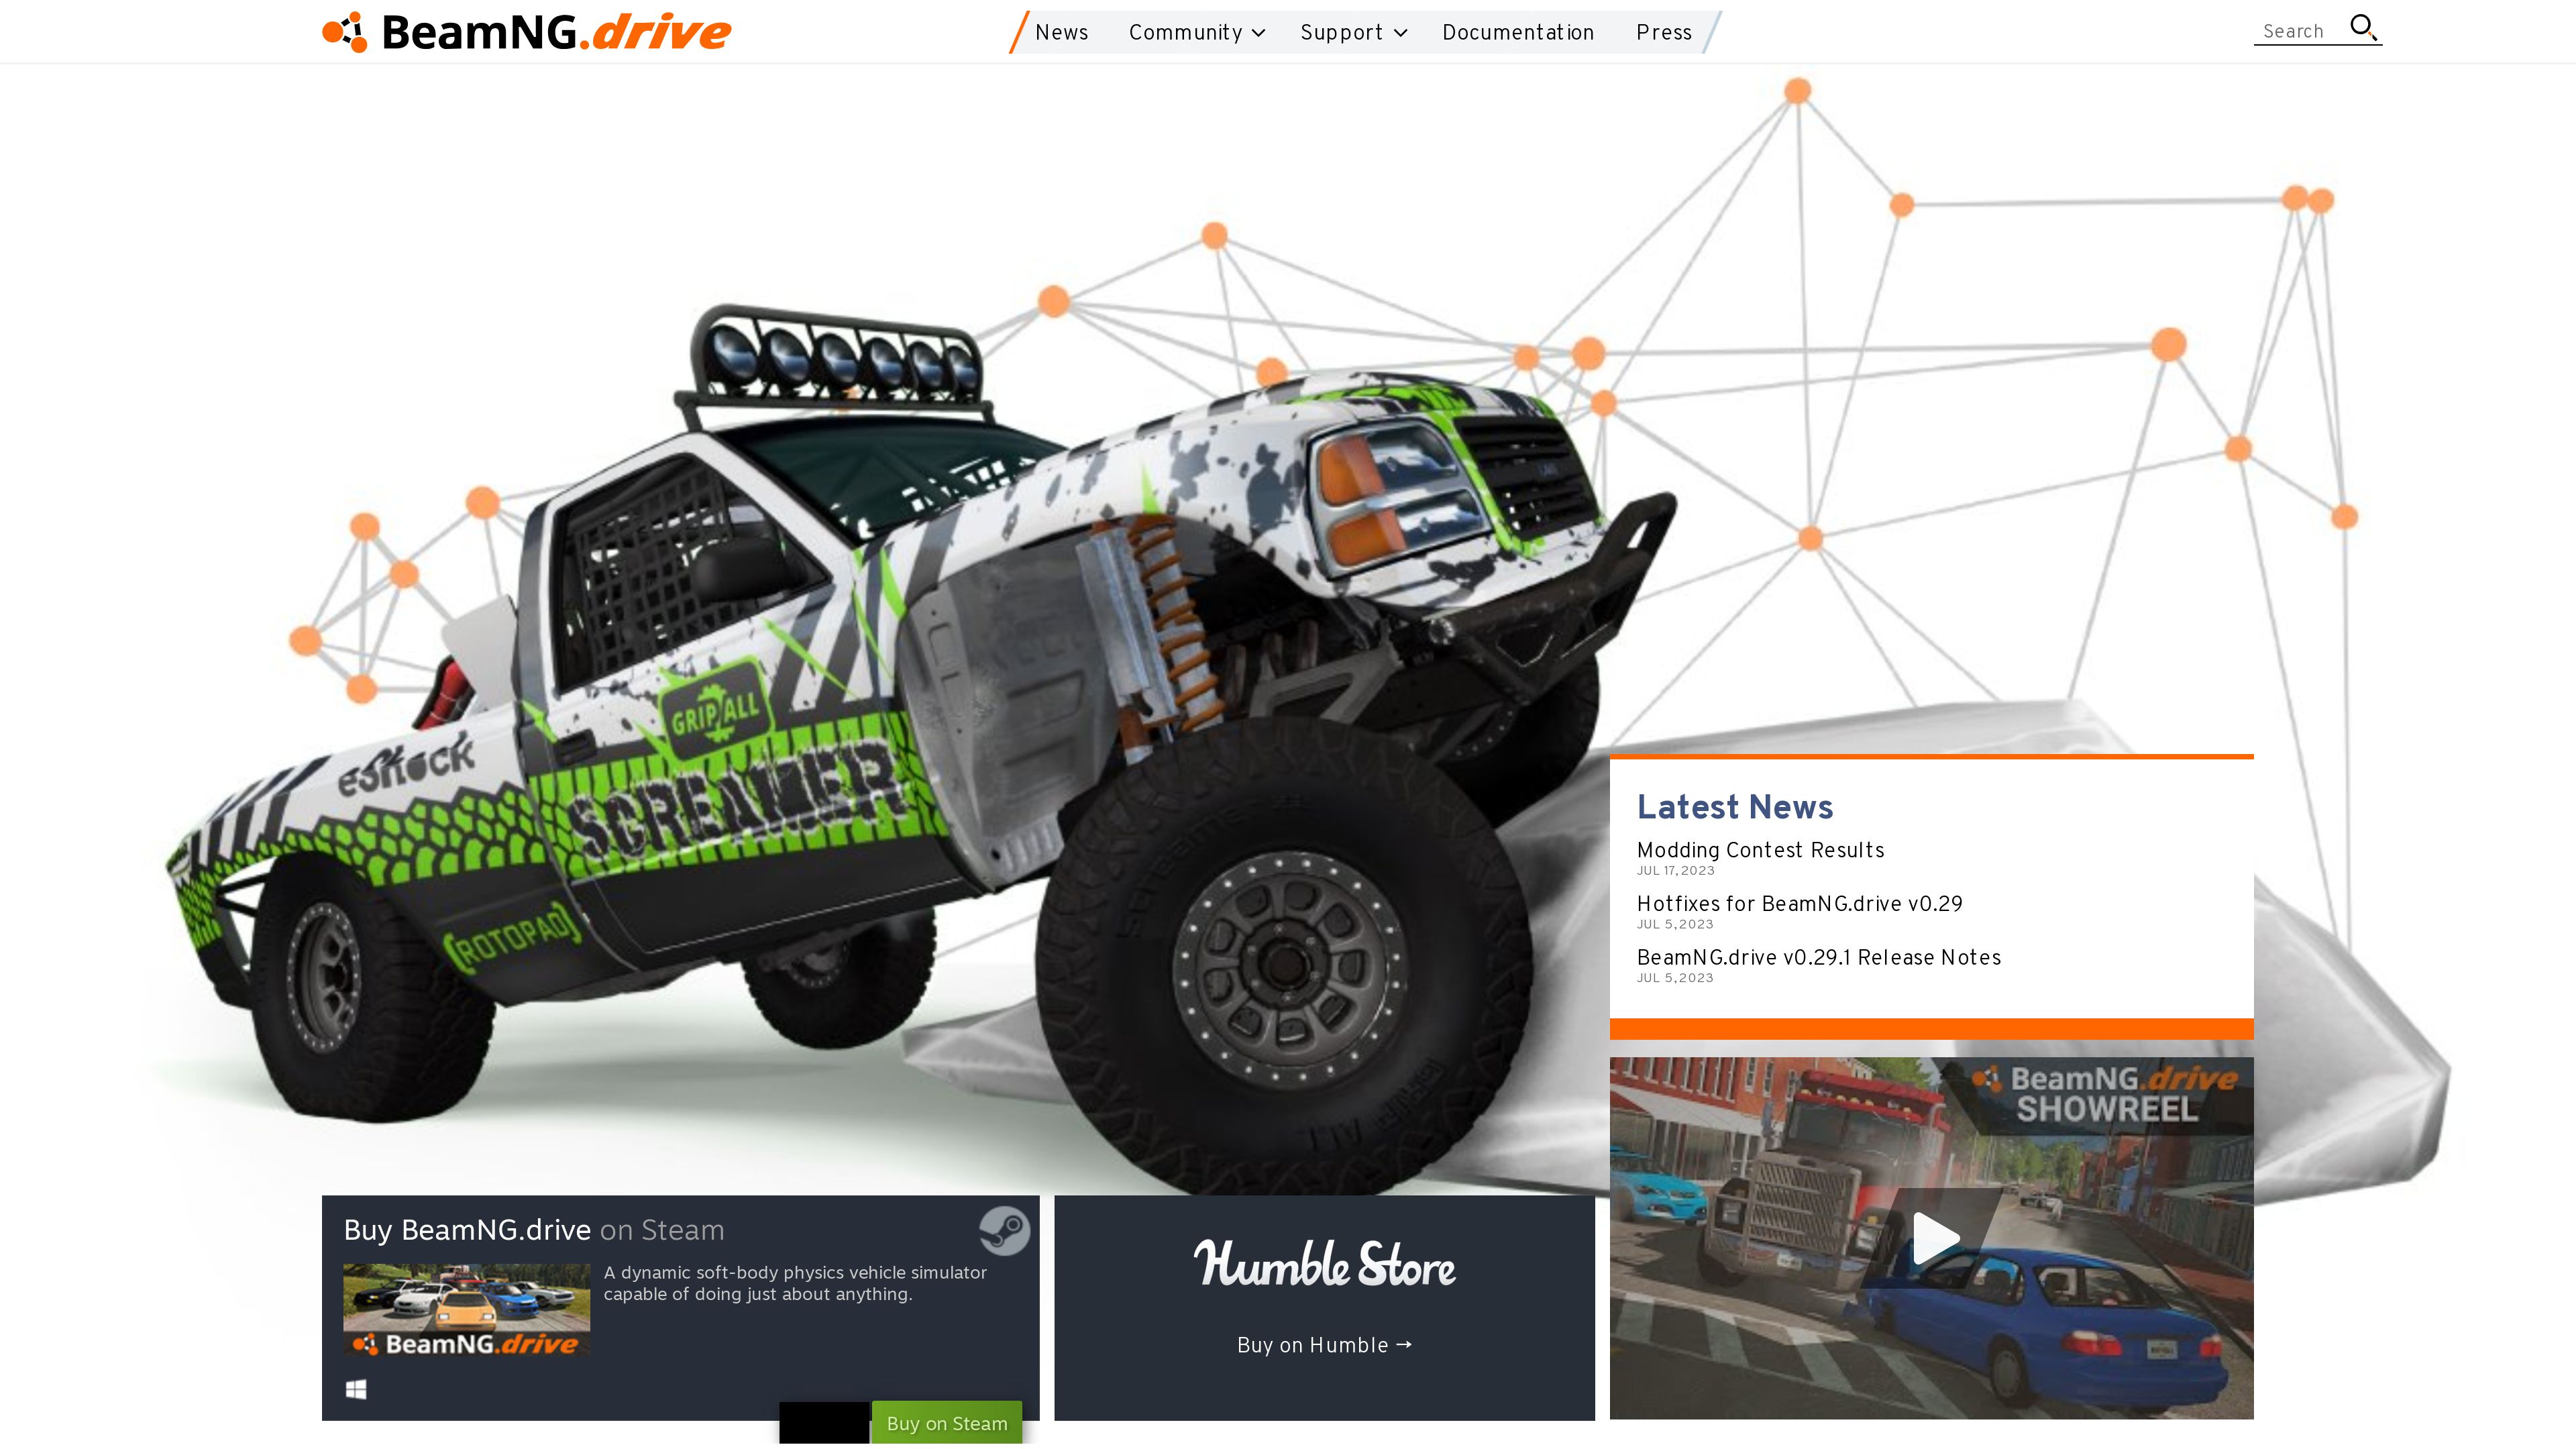 BeamNG.drive
News
Community
Support
Documentation
Press
Search
GRIP ALL
SCREAMER
eShock
ROTOPAD
Latest News
Modding Contest Results
JUL 17, 2023
Hotfixes for BeamNG.drive v0.29
JUL 5, 2023
BeamNG.drive v0.29.1 Release Notes
JUL 5, 2023
BeamNG.drive
SHOWREEL
Buy BeamNG.drive on Steam
A dynamic soft-body physics vehicle simulator
capable of doing just about anything.
BeamNG.drive
Buy on Steam
Humble Store
Buy on Humble →